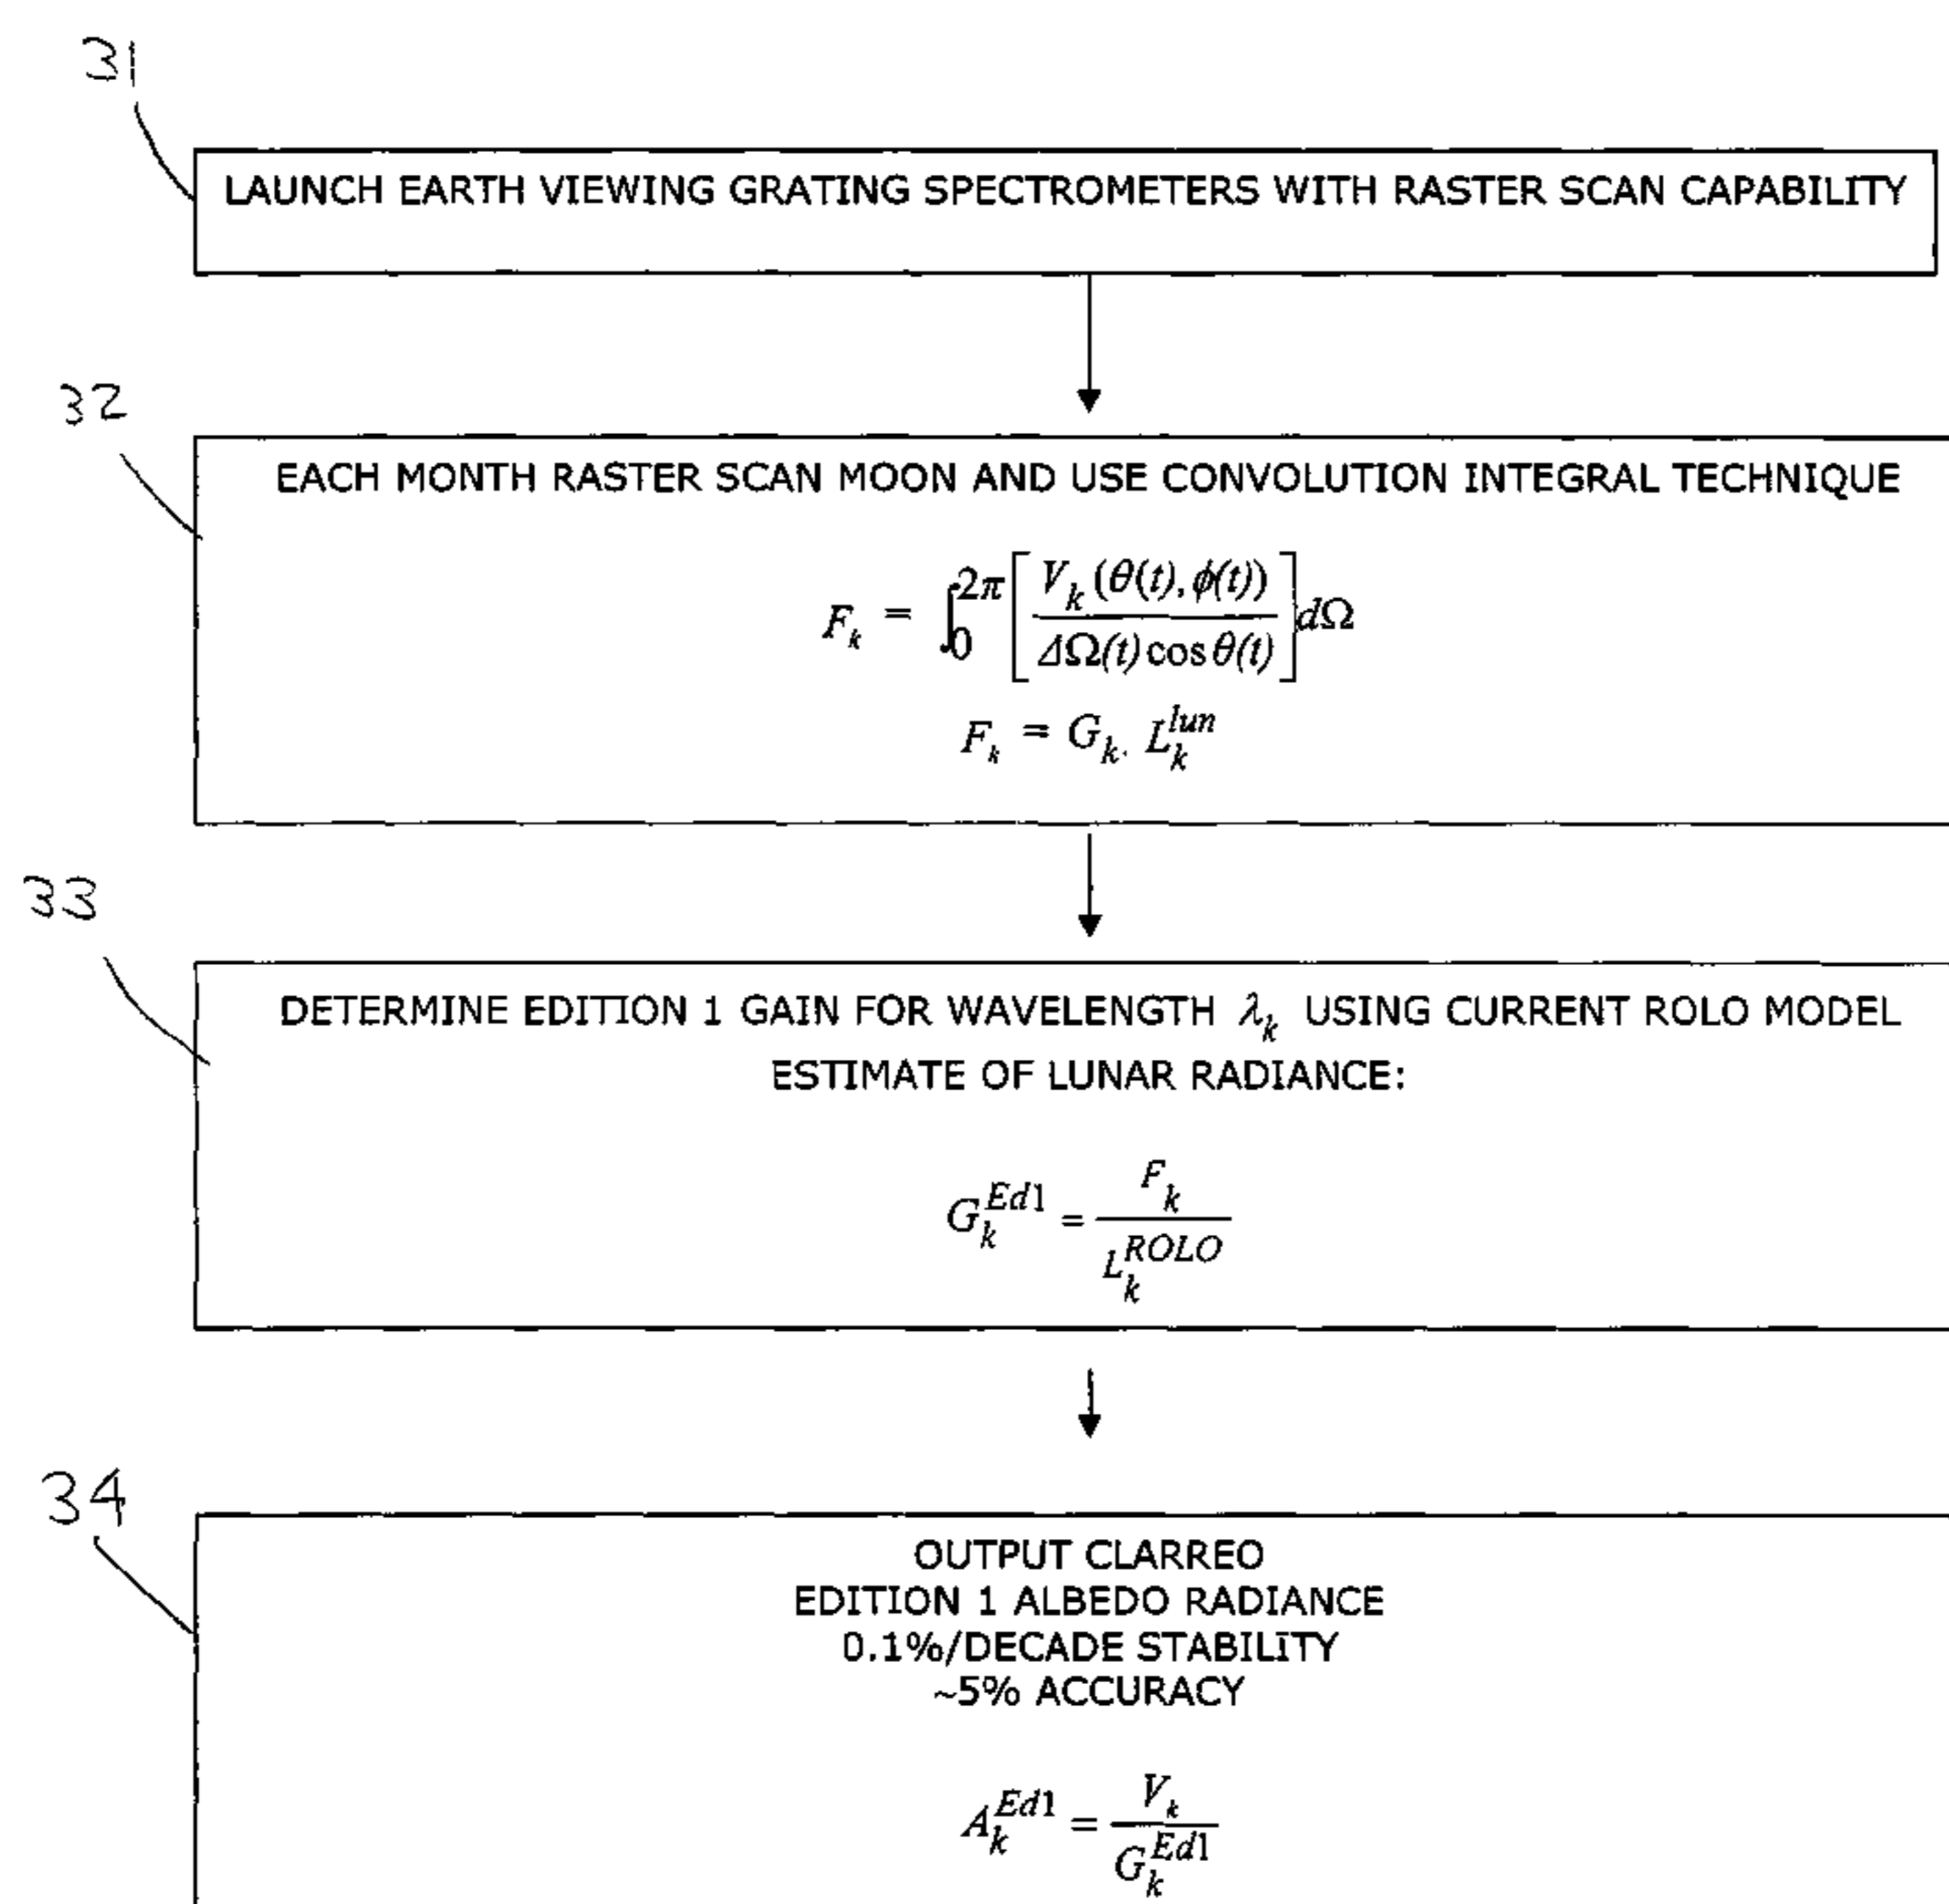 31
LAUNCH EARTH VIEWING GRATING SPECTROMETERS WITH RASTER SCAN CAPABILITY
32
EACH MONTH RASTER SCAN MOON AND USE CONVOLUTION INTEGRAL TECHNIQUE
F_k = ∫_0^{2π} [ V_k (θ(t), ϕ(t)) / ΔΩ(t) cos θ(t) ] dΩ
F_k = G_k. L_k^{lun}
33
DETERMINE EDITION 1 GAIN FOR WAVELENGTH λ_k USING CURRENT ROLO MODEL
ESTIMATE OF LUNAR RADIANCE:
G_k^{Ed1} = F_k / L_k^{ROLO}
34
OUTPUT CLARREO
EDITION 1 ALBEDO RADIANCE
0.1%/DECADE STABILITY
~5% ACCURACY
A_k^{Ed1} = V_k / G_k^{Ed1}